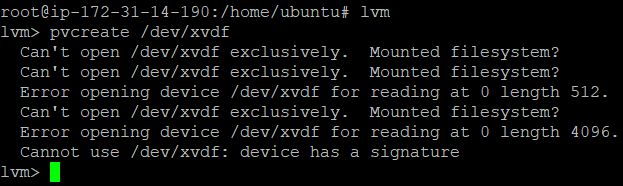 root@ip-172-31-14-190:/home/ubuntu# lvm
lvm> pvcreate /dev/xvdf
  Can't open /dev/xvdf exclusively.  Mounted filesystem?
  Can't open /dev/xvdf exclusively.  Mounted filesystem?
  Error opening device /dev/xvdf for reading at 0 length 512.
  Can't open /dev/xvdf exclusively.  Mounted filesystem?
  Error opening device /dev/xvdf for reading at 0 length 4096.
  Cannot use /dev/xvdf: device has a signature
lvm>